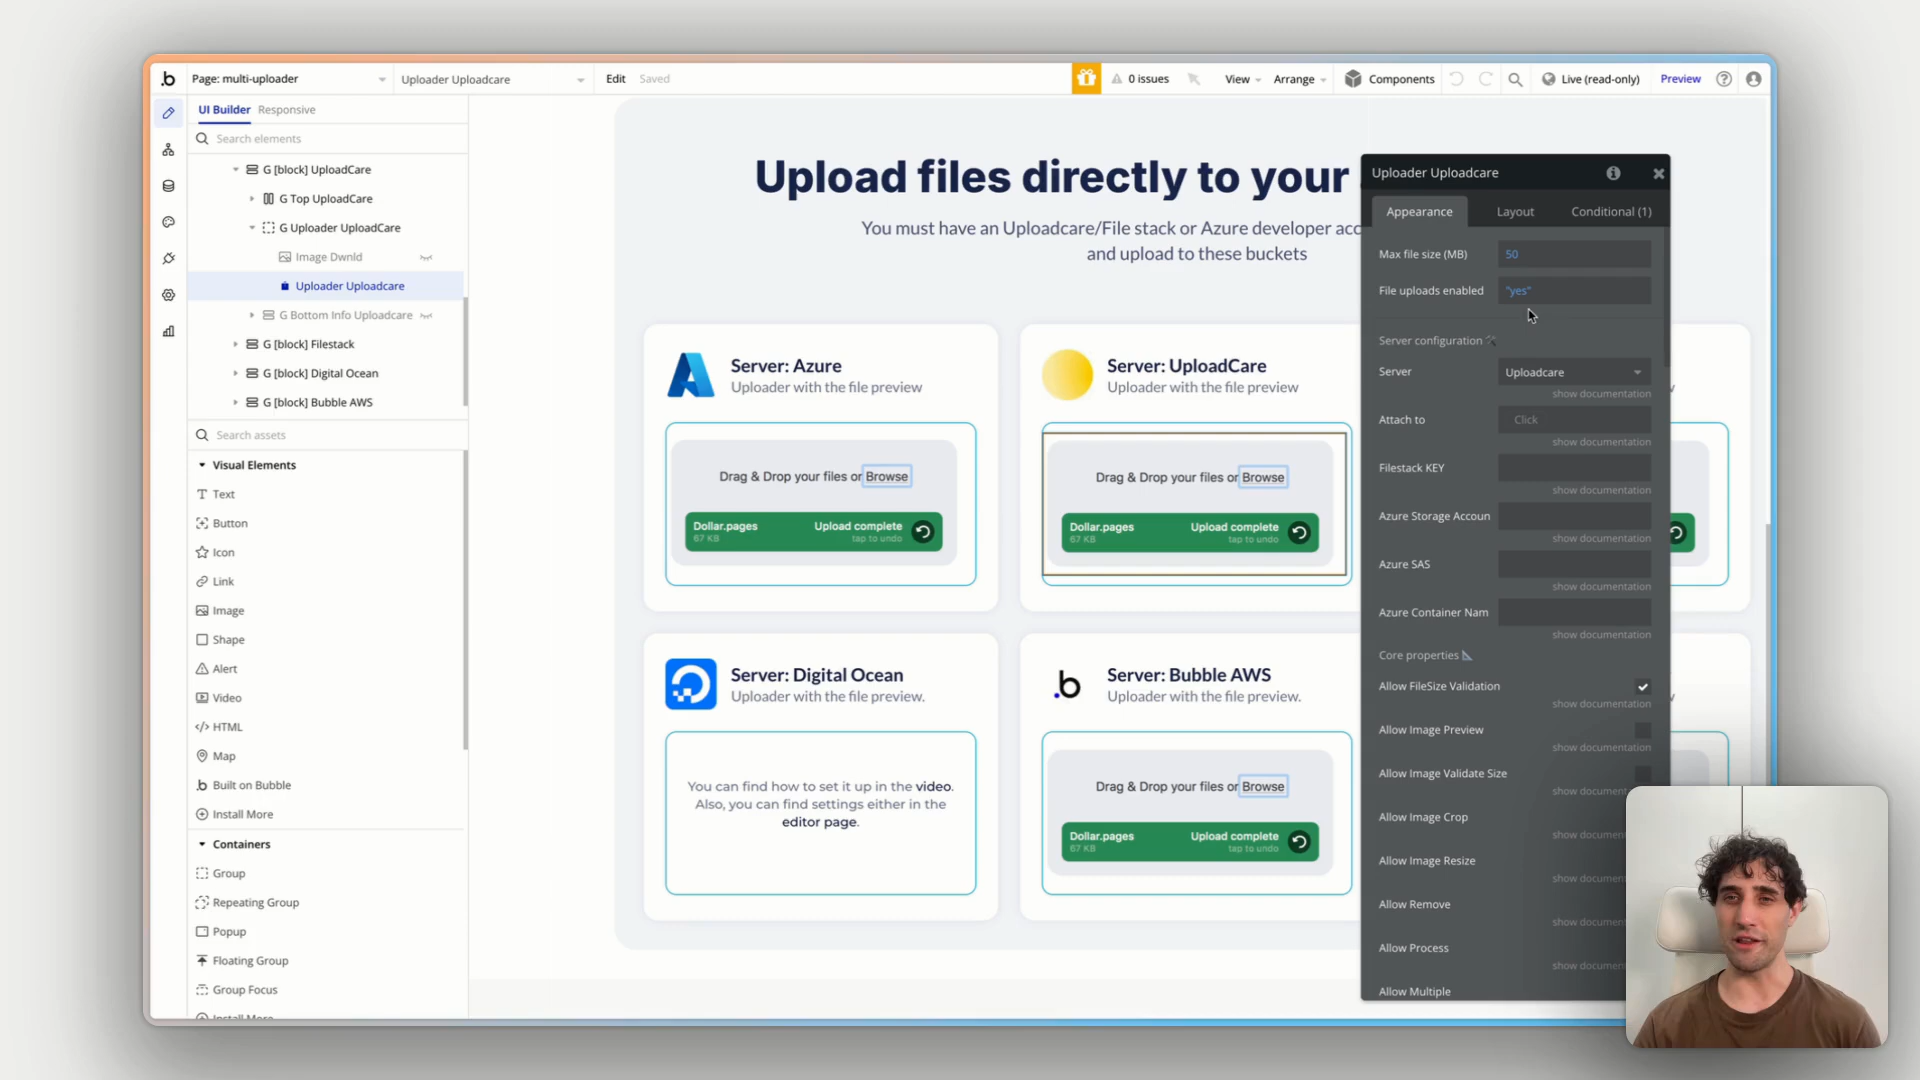 Page: multi-uploader
Uploader Uploadcare
Edit
Saved
0 issues
View
Arrange
Components
Live (read-only)
Preview
UI Builder
Responsive
Search elements
G [block] UploadCare
G Top UploadCare
G Uploader UploadCare
Image Dwnld
Uploader Uploadcare
G Bottom Info Uploadcare
G [block] Filestack
G [block] Digital Ocean
G [block] Bubble AWS
Search assets
Visual Elements
Text
Button
Icon
Link
Image
Shape
Alert
Video
HTML
Map
Built on Bubble
Install More
Containers
Group
Repeating Group
Popup
Floating Group
Group Focus
Install More
Upload files directly to your
You must have an Uploadcare/File stack or Azure developer acc
and upload to these buckets
Server: Azure
Uploader with the file preview
Drag & Drop your files or Browse
Dollar.pages
67 KB
Upload complete
tap to undo
Server: UploadCare
Uploader with the file preview
Drag & Drop your files or Browse
Dollar.pages
67 KB
Upload complete
tap to undo
Server: Digital Ocean
Uploader with the file preview.
You can find how to set it up in the video.
Also, you can find settings either in the
editor page.
Server: Bubble AWS
Uploader with the file preview.
Drag & Drop your files or Browse
Dollar.pages
67 KB
Upload complete
tap to undo
Uploader Uploadcare
Appearance
Layout
Conditional (1)
Max file size (MB)
50
File uploads enabled
"yes"
Server configuration
Server
Uploadcare
show documentation
Attach to
Click
show documentation
Filestack KEY
show documentation
Azure Storage Accoun
show documentation
Azure SAS
show documentation
Azure Container Nam
show documentation
Core properties
Allow FileSize Validation
show documentation
Allow Image Preview
show documentation
Allow Image Validate Size
show documen
Allow Image Crop
show documen
Allow Image Resize
show documen
Allow Remove
show documen
Allow Process
show documen
Allow Multiple